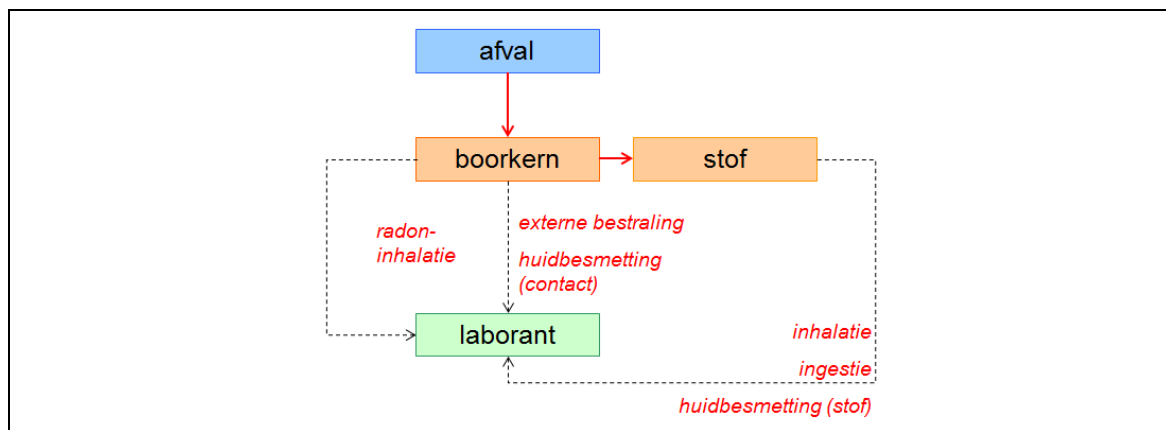 afval
boorkern
stof
radon-
inhalatie
externe bestraling
huidbesmetting
(contact)
laborant
inhalatie
ingestie
huidbesmetting (stof)